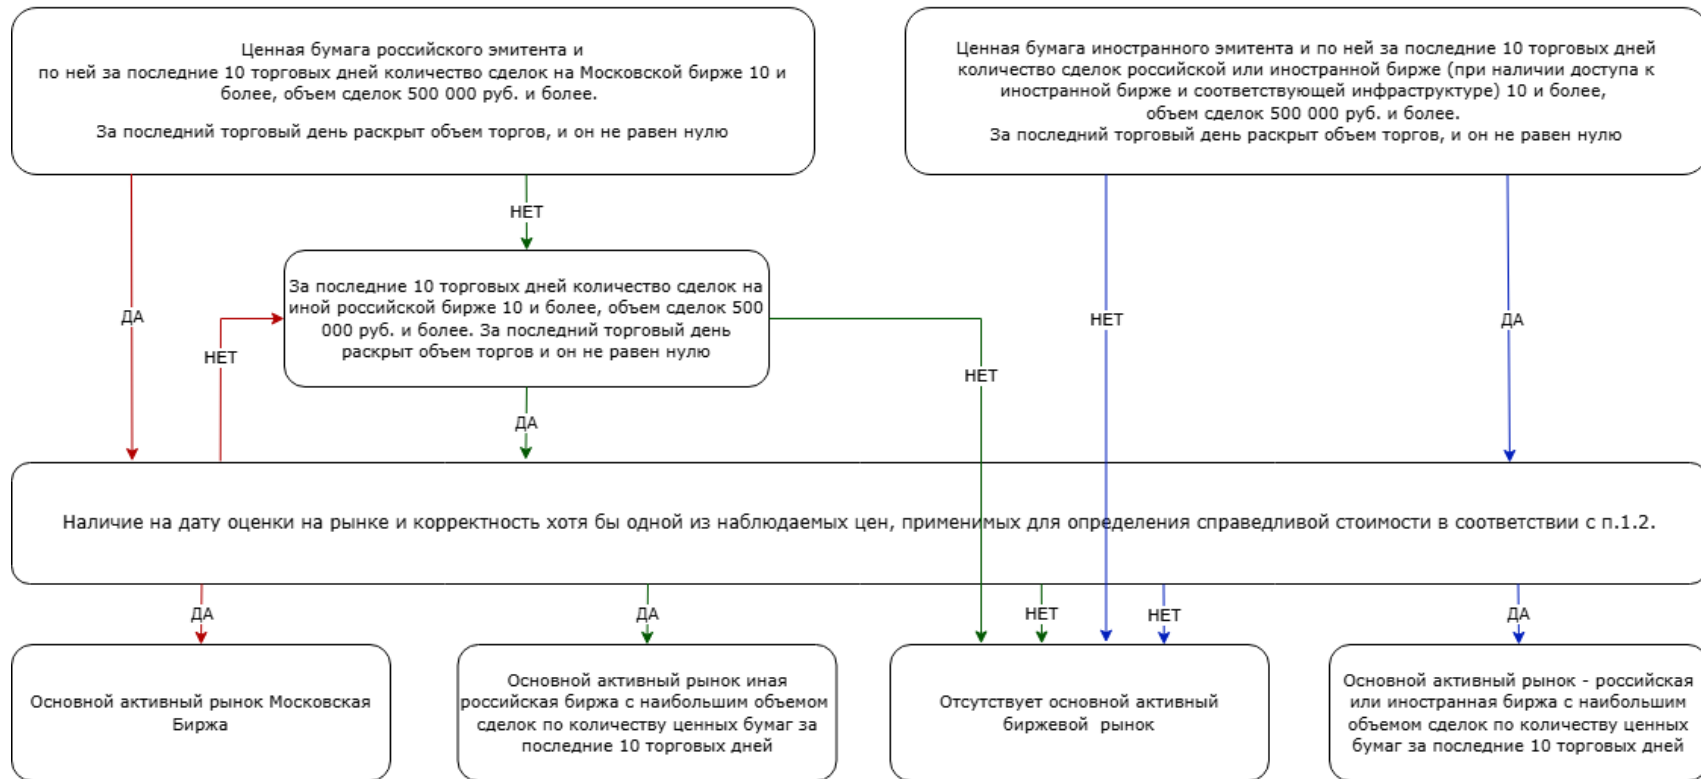 Ценная бумага российского эмитента и
по ней за последние 10 торговых дней количество сделок на Московской бирже 10 и
более, объем сделок 500 000 руб. и более.
За последний торговый день раскрыт объем торгов, и он не равен нулю
Ценная бумага иностранного эмитента и по ней за последние 10 торговых дней
количество сделок российской или иностранной бирже (при наличии доступа к
иностранной бирже и соответствующей инфраструктуре) 10 и более,
объем сделок 500 000 руб. и более.
За последний торговый день раскрыт объем торгов, и он не равен нулю
НЕТ
За последние 10 торговых дней количество сделок на
иной российской бирже 10 и более, объем сделок 500
000 руб. и более. За последний торговый день
раскрыт объем торгов и он не равен нулю
ДА
НЕТ
НЕТ
НЕТ
ДА
ДА
Наличие на дату оценки на рынке и корректность хотя бы одной из наблюдаемых цен, применимых для определения справедливой стоимости в соответствии с п.1.2.
ДА
ДА
НЕТ
НЕТ
ДА
Основной активный рынок Московская
Биржа
Основной активный рынок иная
российская биржа с наибольшим объемом
сделок по количеству ценных бумаг за
последние 10 торговых дней
Отсутствует основной активный
биржевой рынок
Основной активный рынок - российская
или иностранная биржа с наибольшим
объемом сделок по количеству ценных
бумаг за последние 10 торговых дней